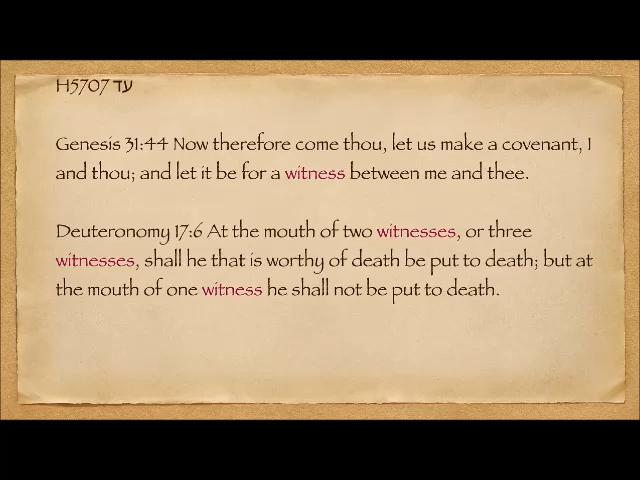 H5707 עד
Genesis 31:44 Now therefore come thou, let us make a covenant, I
and thou; and let it be for a witness between me and thee.
Deuteronomy 17:6 At the mouth of two witnesses, or three
witnesses, shall he that is worthy of death be put to death; but at
the mouth of one witness he shall not be put to death.